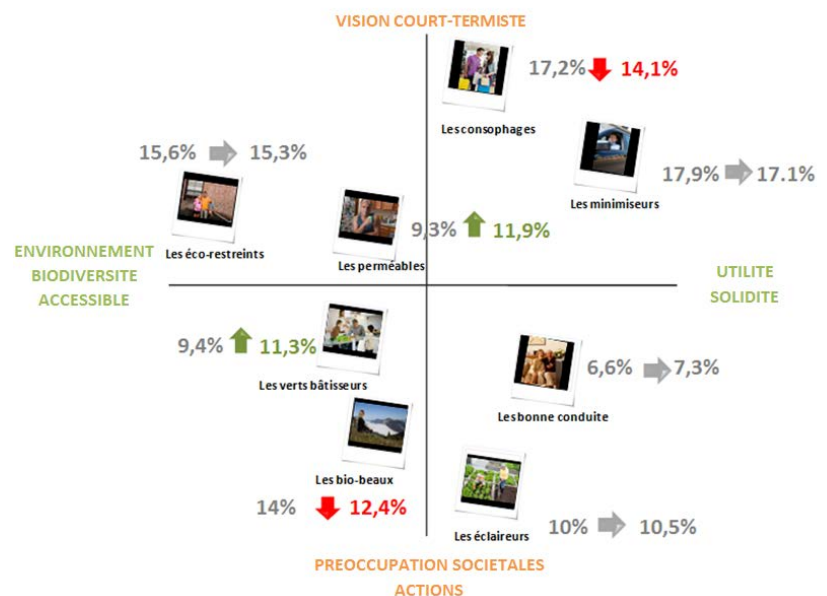 VISION COURT-TERMISTE
17,2% 14,1%
Les consophages
15,6% 15,3%
17,9% 17.1%
Les minimiseurs
9,3% 11,9%
Les éco-restreints
Les perméables
ENVIRONNEMENT
BIODIVERSITE
ACCESSIBLE
UTILITE
SOLIDITE
9,4% 11,3%
6,6% 7,3%
Les verts bâtisseurs
Les bonne conduite
Les bio-beaux
14% 12,4%
Les éclaireurs
10% 10,5%
PREOCCUPATION SOCIETALES
ACTIONS